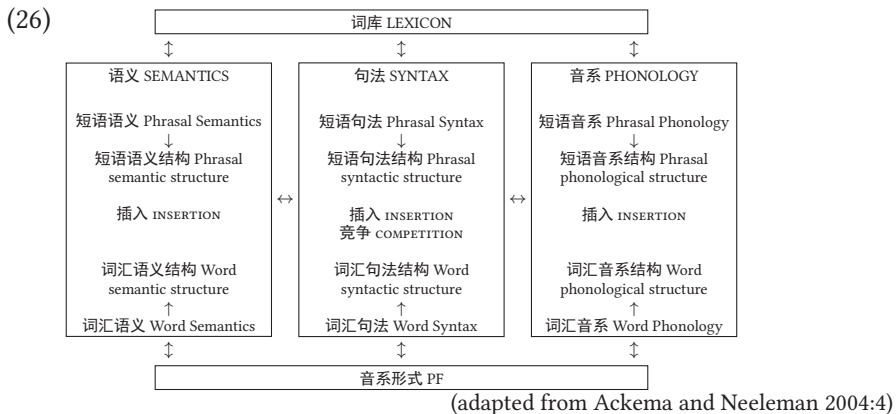 (26)
词库 LEXICON
↕ ↕ ↕
语义 SEMANTICS
短语语义 Phrasal Semantics
↓
短语语义结构 Phrasal
semantic structure
插入 INSERTION
词汇语义结构 Word
semantic structure
↑
词汇语义 Word Semantics
↔
句法 SYNTAX
短语句法 Phrasal Syntax
↓
短语句法结构 Phrasal
syntactic structure
插入 INSERTION
竞争 COMPETITION
词汇句法结构 Word
syntactic structure
↑
词汇句法 Word Syntax
↔
音系 PHONOLOGY
短语音系 Phrasal Phonology
↓
短语音系结构 Phrasal
phonological structure
插入 INSERTION
词汇音系结构 Word
phonological structure
↑
词汇音系 Word Phonology
↕ ↕ ↕
音系形式 PF
(adapted from Ackema and Neeleman 2004:4)